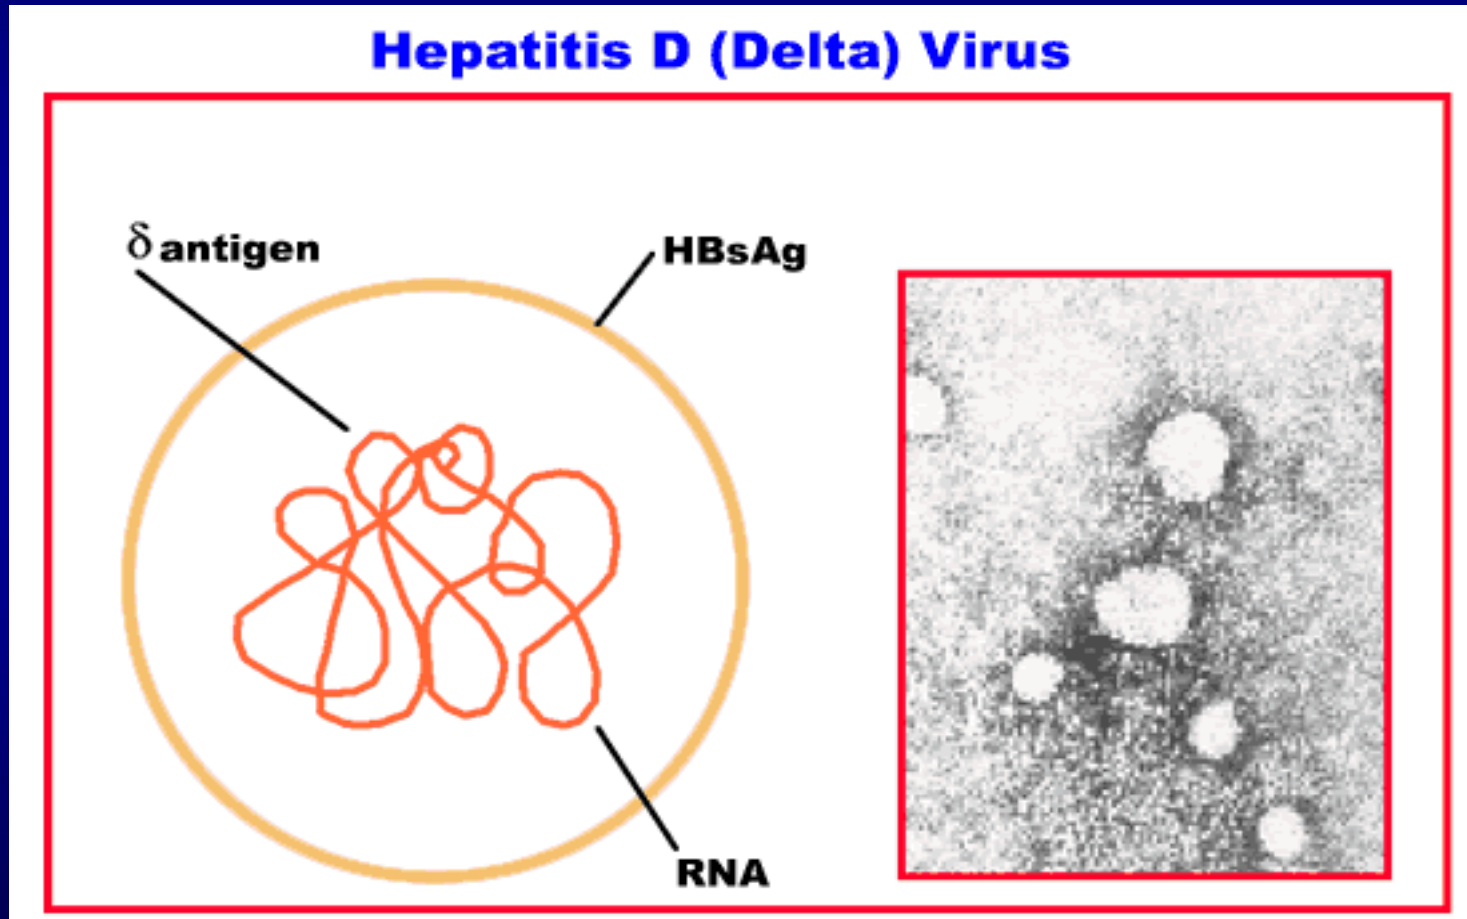 Hepatitis D (Delta) Virus
δ antigen
HBsAg
RNA